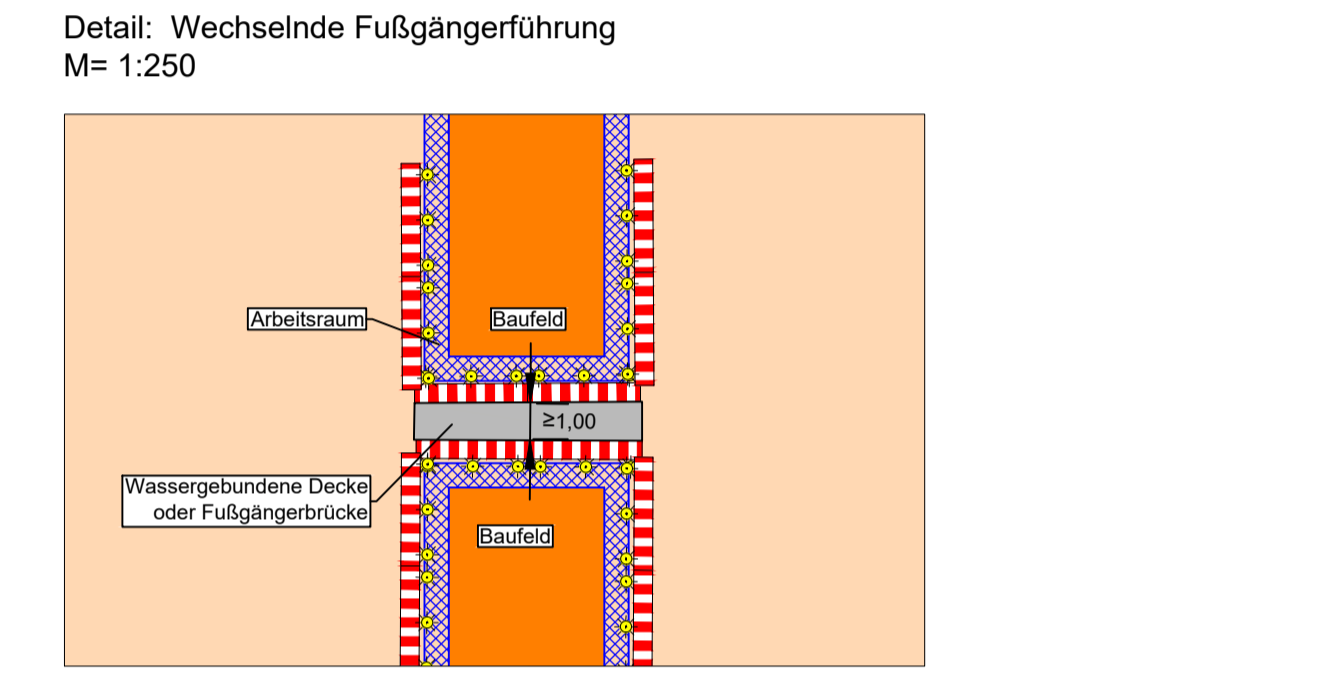 Detail:  Wechselnde Fußgängerführung
M= 1:250
Arbeitsraum
Baufeld
≥1,00
Wassergebundene Decke
oder Fußgängerbrücke
Baufeld